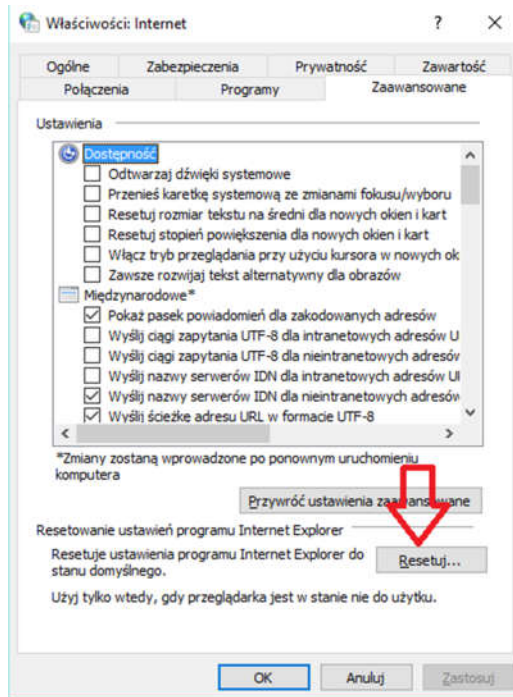 Właściwości: Internet
?
Ogólne Zabezpieczenia Prywatność Zawartość
Połączenia Programy Zaawansowane
Ustawienia
Dostępność
Odtwarzaj dźwięki systemowe
Przenieś karetkę systemową ze zmianami fokusu/wyboru
Resetuj rozmiar tekstu na średni dla nowych okien i kart
Resetuj stopień powiększenia dla nowych okien i kart
Włącz tryb przeglądania przy użyciu kursora w nowych ok
Zawsze rozwijaj tekst alternatywny dla obrazów
Międzynarodowe*
Pokaż pasek powiadomień dla zakodowanych adresów
Wyślij ciągi zapytania UTF-8 dla intranetowych adresów U
Wyślij ciągi zapytania UTF-8 dla nieintranetowych adresów
Wyślij nazwy serwerów IDN dla intranetowych adresów UI
Wyślij nazwy serwerów IDN dla nieintranetowych adresów
Wyślij ścieżkę adresu URL w formacie UTF-8
*Zmiany zostaną wprowadzone po ponownym uruchomieniu
komputera
Przywróć ustawienia zaawansowane
Resetowanie ustawień programu Internet Explorer
Resetuje ustawienia programu Internet Explorer do
stanu domyślnego.
Resetuj...
Użyj tylko wtedy, gdy przeglądarka jest w stanie nie do użytku.
OK Anuluj Zastosuj